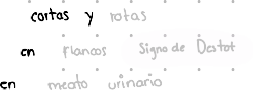 cortas y rotas
en flancos Signo de Destot
en meato urinario